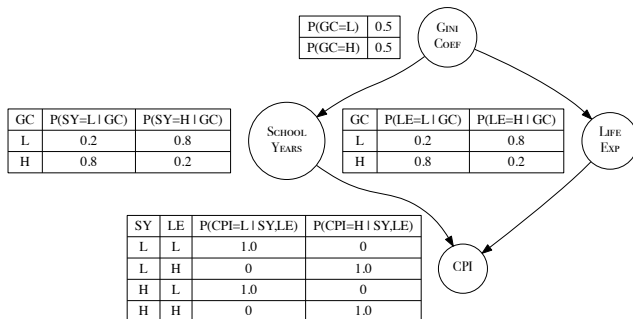 P(GC=L) 0.5
P(GC=H) 0.5
GINI
COEF
GC P(SY=L | GC) P(SY=H | GC)
L 0.2 0.8
H 0.8 0.2
SCHOOL
YEARS
GC P(LE=L | GC) P(LE=H | GC)
L 0.2 0.8
H 0.8 0.2
LIFE
EXP
SY LE P(CPI=L | SY,LE) P(CPI=H | SY,LE)
L L 1.0 0
L H 0 1.0
H L 1.0 0
H H 0 1.0
CPI